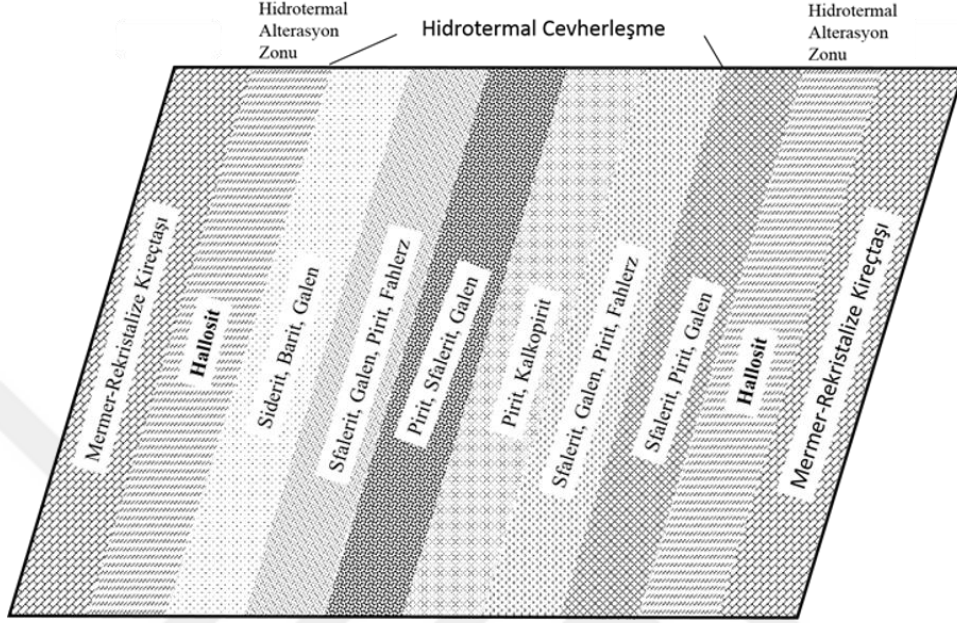 Hidrotermal
Alterasyon
Zonu
Hidrotermal Cevherleşme
Hidrotermal
Alterasyon
Zonu
Mermer-Rekristalize Kireçtaşı
Hallosit
Siderit, Barit, Galen
Sfalerit, Galen, Pirit, Fahlerz
Pirit, Sfalerit, Galen
Pirit, Kalkopirit
Sfalerit, Galen, Pirit, Fahlerz
Sfalerit, Pirit, Galen
Hallosit
Mermer-Rekristalize Kireçtaşı